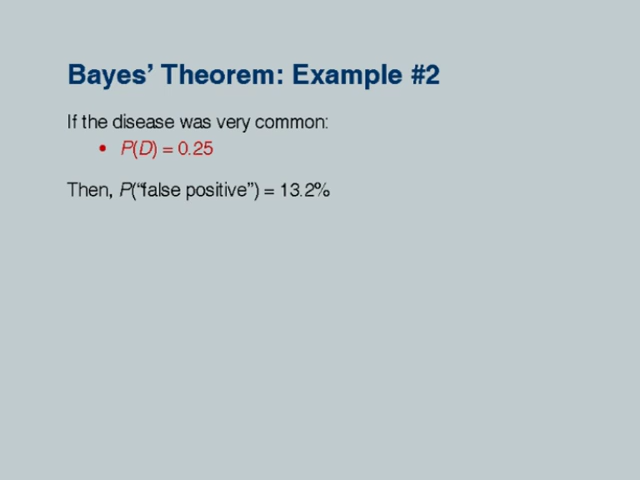 Bayes’ Theorem: Example #2
If the disease was very common:
• P(D) = 0.25
Then, P(“false positive”) = 13.2%